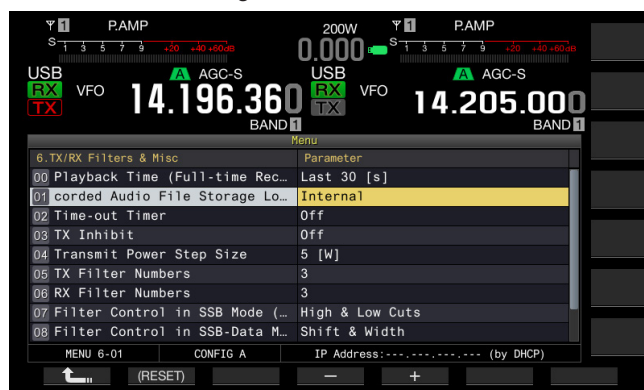 1 P.AMP 200W 1 P.AMP
S 1 3 5 7 9 +20 +40 +60dB 0.000 S 1 3 5 7 9 +20 +40 +60dB
USB A AGC-S USB A AGC-S
RX TX VFO 14.196.360 RX TX VFO 14.205.000
BAND 1 BAND 1
Menu
6.TX/RX Filters & Misc Parameter
00 Playback Time (Full-time Rec... Last 30 [s]
01 corded Audio File Storage Lo... Internal
02 Time-out Timer Off
03 TX Inhibit Off
04 Transmit Power Step Size 5 [W]
05 TX Filter Numbers 3
06 RX Filter Numbers 3
07 Filter Control in SSB Mode (... High & Low Cuts
08 Filter Control in SSB-Data M... Shift & Width
MENU 6-01 CONFIG A IP Address:---.---.---.--- (by DHCP)
(RESET) − +